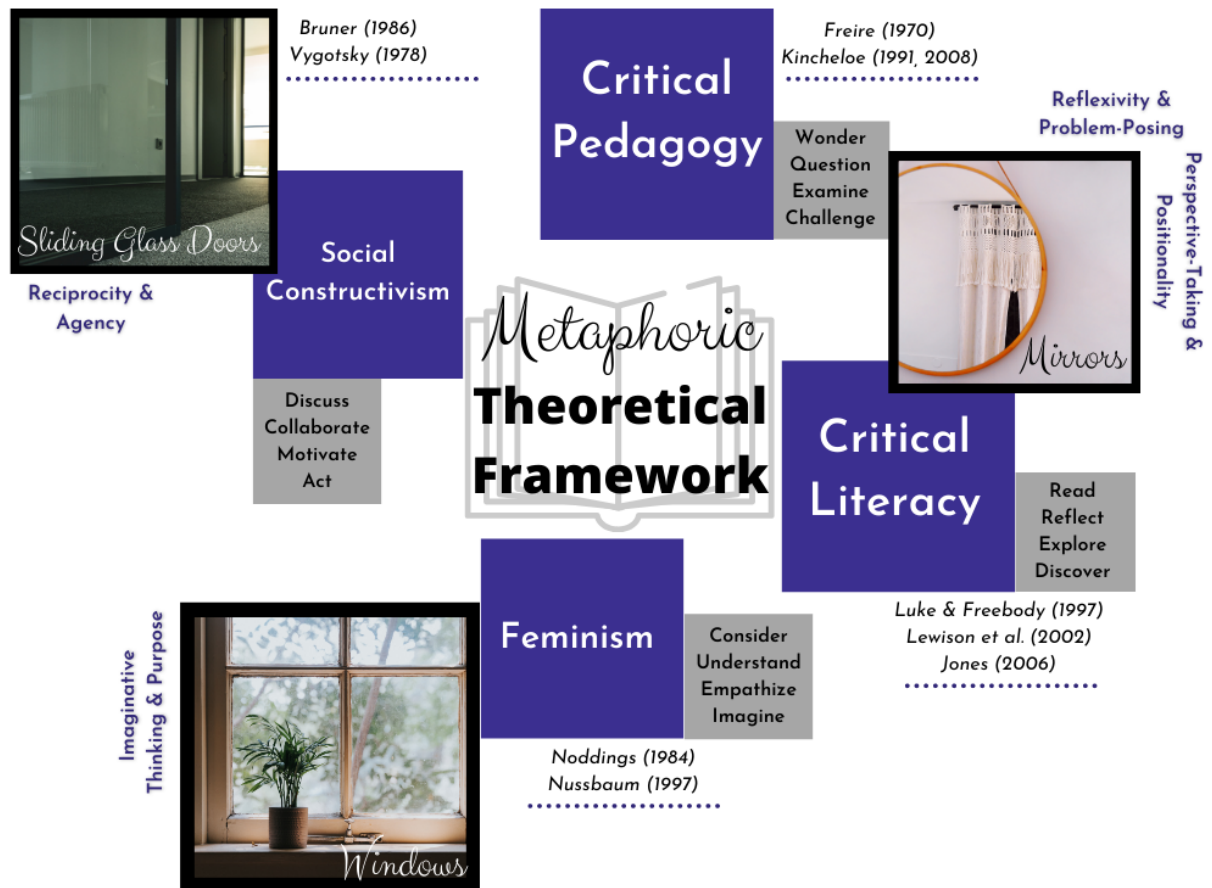 Bruner (1986)
Vygotsky (1978)
Sliding Glass Doors
Reciprocity &
Agency
Social
Constructivism
Discuss
Collaborate
Motivate
Act
Critical
Pedagogy
Freire (1970)
Kincheloe (1991, 2008)
Wonder
Question
Examine
Challenge
Reflexivity &
Problem-Posing
Perspective-Taking &
Positionality
Mirrors
Metaphoric
Theoretical
Framework
Critical
Literacy
Read
Reflect
Explore
Discover
Luke & Freebody (1997)
Lewison et al. (2002)
Jones (2006)
Feminism
Consider
Understand
Empathize
Imagine
Noddings (1984)
Nussbaum (1997)
Imaginative
Thinking & Purpose
Windows